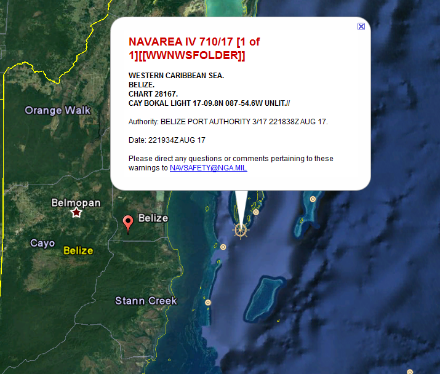 NAVAREA IV 710/17 [1 of
1][[WWNWSFOLDER]]
WESTERN CARIBBEAN SEA.
BELIZE.
CHART 28167.
CAY BOKAL LIGHT 17-09.8N 087-54.6W UNLIT.//
Authority: BELIZE PORT AUTHORITY 3/17 221838Z AUG 17.
Date: 221934Z AUG 17
Please direct any questions or comments pertaining to these
warnings to NAVSAFETY@NGA.MIL
Orange Walk
Belmopan
Belize
Cayo
Belize
Stann Creek